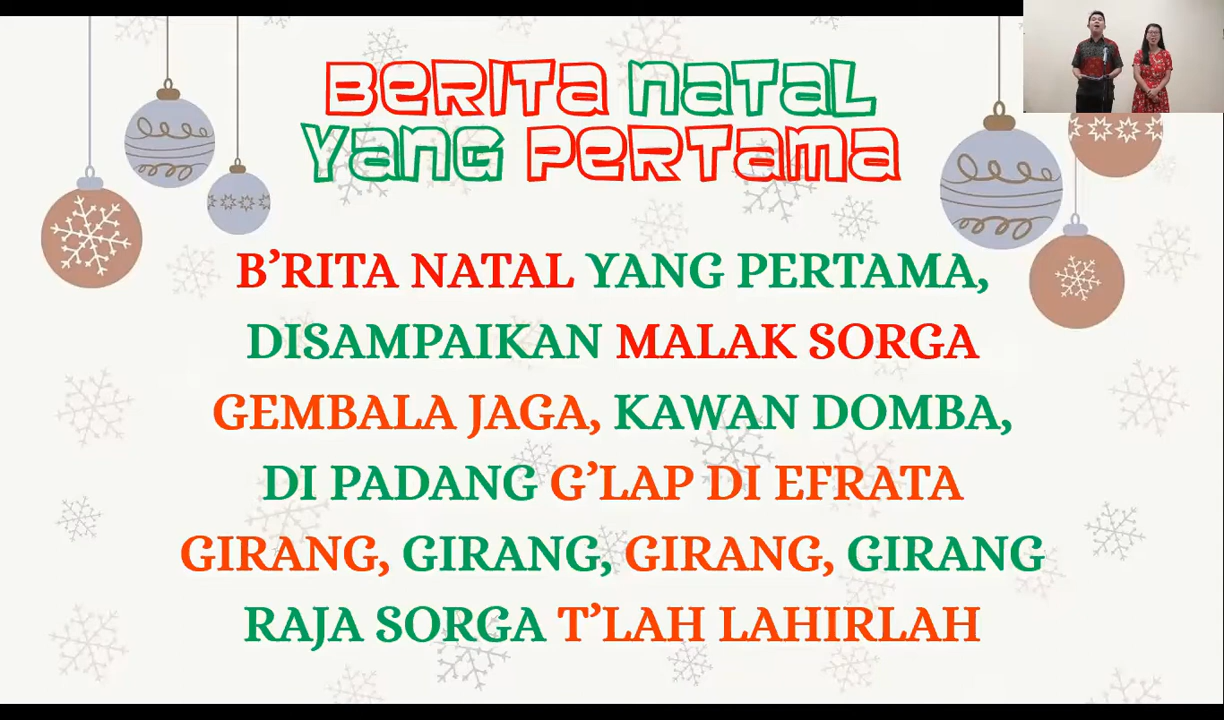 BERITA NATAL
YANG PERTAMA
B’RITA NATAL YANG PERTAMA,
DISAMPAIKAN MALAK SORGA
GEMBALA JAGA, KAWAN DOMBA,
DI PADANG G’LAP DI EFRATA
GIRANG, GIRANG, GIRANG, GIRANG
RAJA SORGA T’LAH LAHIRLAH